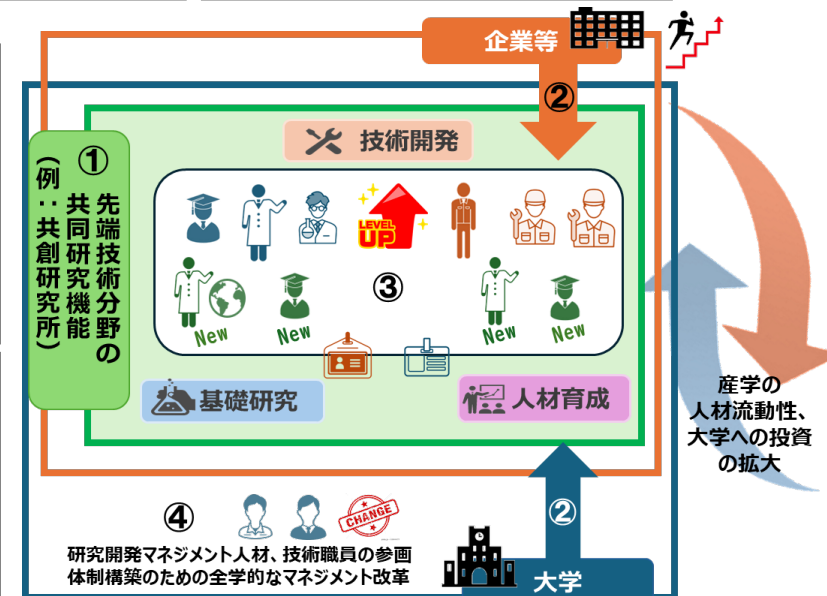 企業等
②
技術開発
①
先端技術分野の
共同研究機能
(例:共創研究所)
LEVEL
UP
③
New
New
New
New
基礎研究
人材育成
産学の
人材流動性、
大学への投資
の拡大
④
CHANGE
②
研究開発マネジメント人材、技術職員の参画
体制構築のための全学的なマネジメント改革
大学